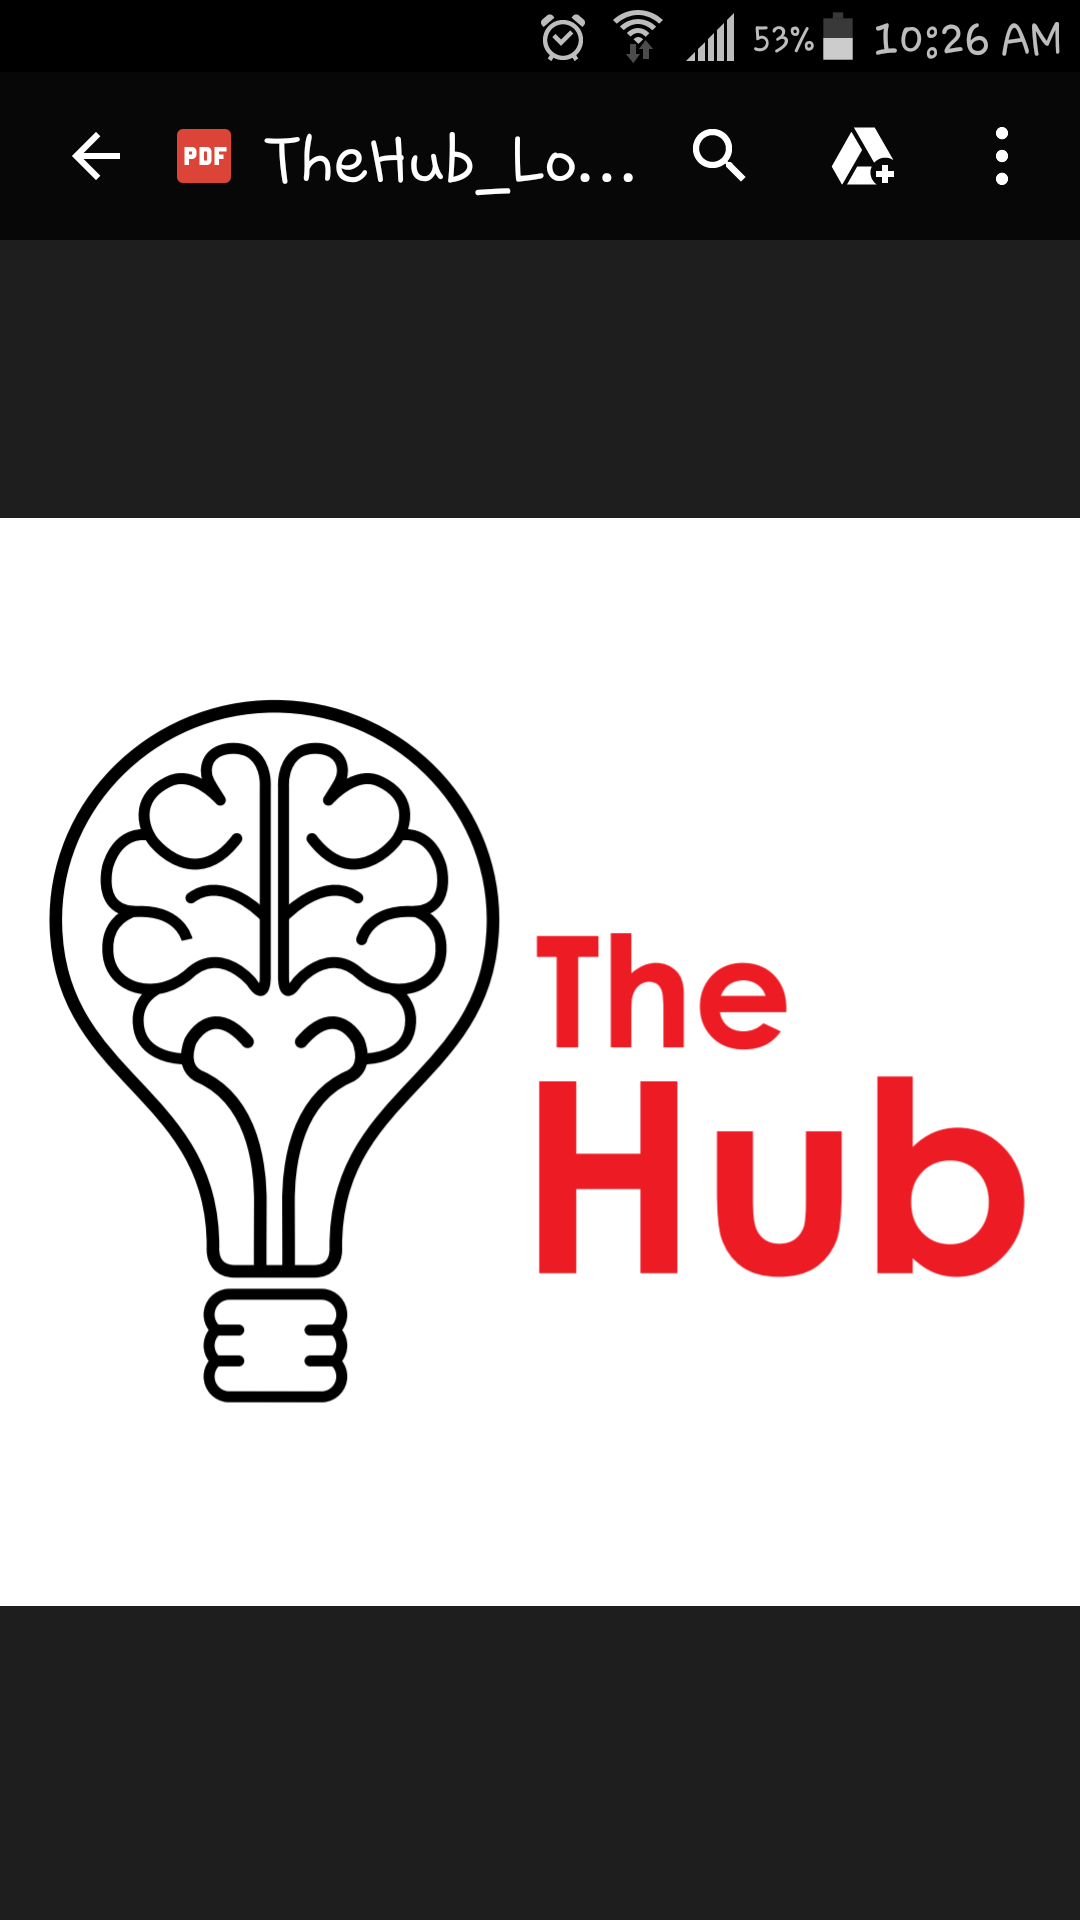 53% 10:26 AM
PDF TheHub_Lo...
The
Hub